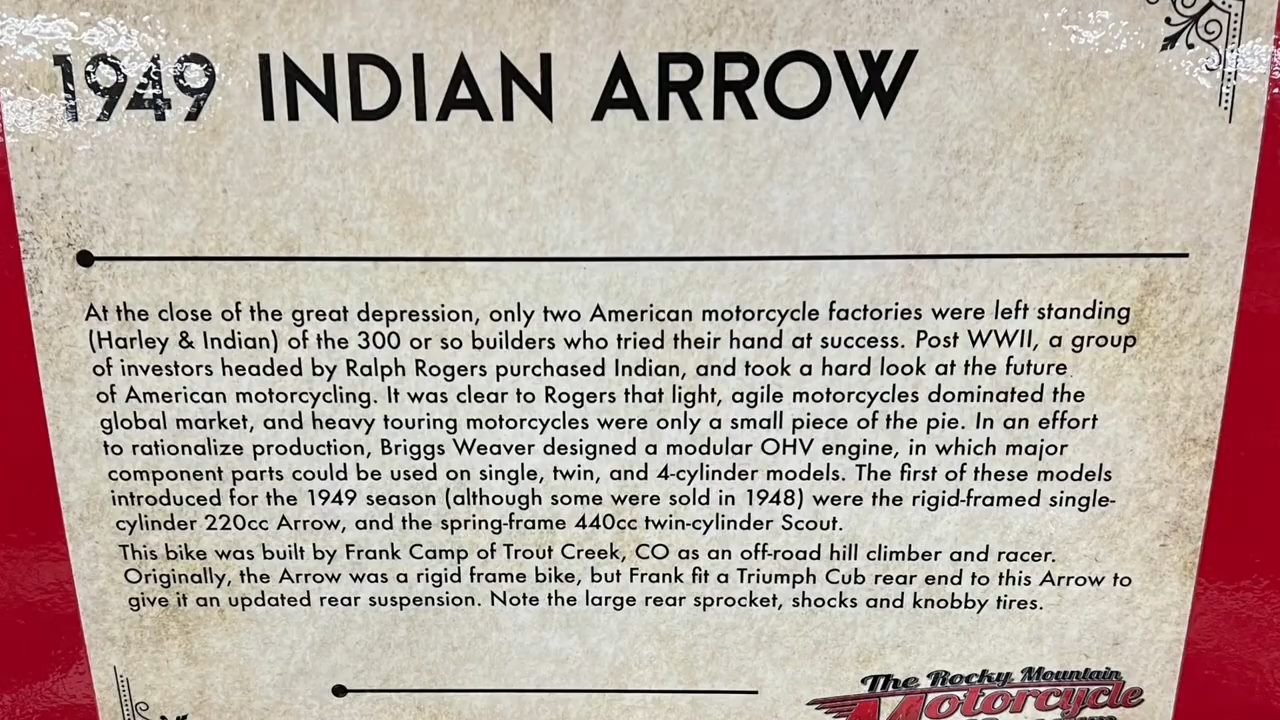 1949 INDIAN ARROW
At the close of the great depression, only two American motorcycle factories were left standing
(Harley & Indian) of the 300 or so builders who tried their hand at success. Post WWII, a group
of investors headed by Ralph Rogers purchased Indian, and took a hard look at the future
of American motorcycling. It was clear to Rogers that light, agile motorcycles dominated the
global market, and heavy touring motorcycles were only a small piece of the pie. In an effort
to rationalize production, Briggs Weaver designed a modular OHV engine, in which major
component parts could be used on single, twin, and 4-cylinder models. The first of these models
introduced for the 1949 season (although some were sold in 1948) were the rigid-framed single-
cylinder 220cc Arrow, and the spring-frame 440cc twin-cylinder Scout.
This bike was built by Frank Camp of Trout Creek, CO as an off-road hill climber and racer.
Originally, the Arrow was a rigid frame bike, but Frank fit a Triumph Cub rear end to this Arrow to
give it an updated rear suspension. Note the large rear sprocket, shocks and knobby tires.
The Rocky Mountain
Motorcycle